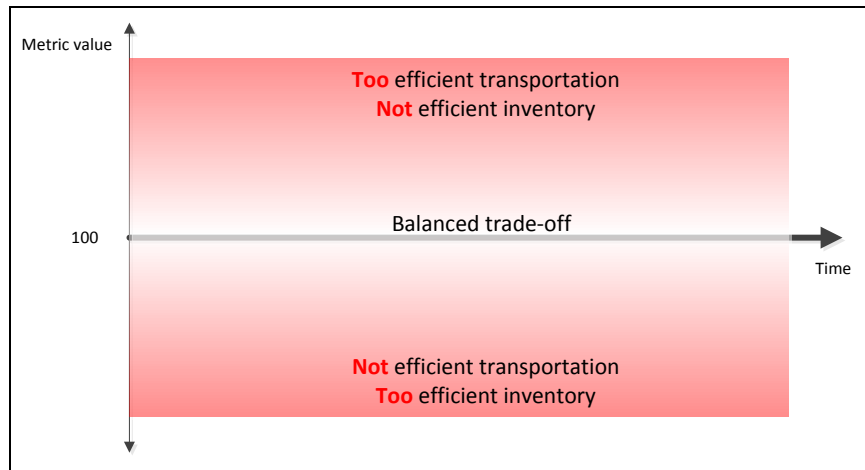 Metric value
Too efficient transportation
Not efficient inventory
Balanced trade-off
100
Time
Not efficient transportation
Too efficient inventory